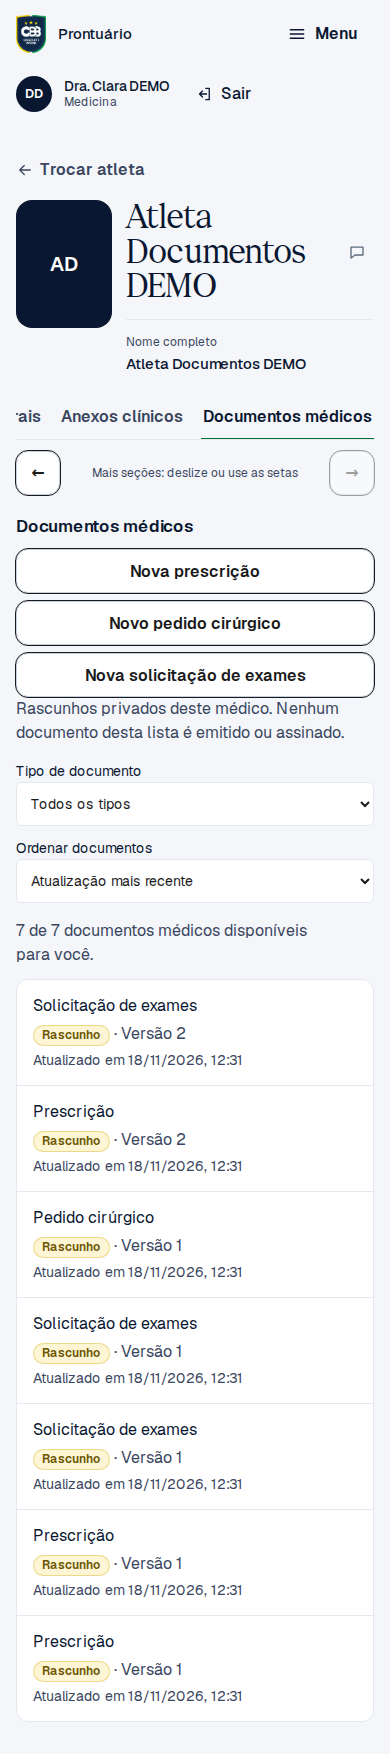 CBB
Prontuário
Menu
DD
Dra. Clara DEMO
Medicina
Sair
← Trocar atleta
AD
Atleta
Documentos
DEMO
Nome completo
Atleta Documentos DEMO
rais Anexos clínicos Documentos médicos
← Mais seções: deslize ou use as setas →
Documentos médicos
Nova prescrição
Novo pedido cirúrgico
Nova solicitação de exames
Rascunhos privados deste médico. Nenhum
documento desta lista é emitido ou assinado.
Tipo de documento
Todos os tipos
Ordenar documentos
Atualização mais recente
7 de 7 documentos médicos disponíveis
para você.
Solicitação de exames
Rascunho · Versão 2
Atualizado em 18/11/2026, 12:31
Prescrição
Rascunho · Versão 2
Atualizado em 18/11/2026, 12:31
Pedido cirúrgico
Rascunho · Versão 1
Atualizado em 18/11/2026, 12:31
Solicitação de exames
Rascunho · Versão 1
Atualizado em 18/11/2026, 12:31
Solicitação de exames
Rascunho · Versão 1
Atualizado em 18/11/2026, 12:31
Prescrição
Rascunho · Versão 1
Atualizado em 18/11/2026, 12:31
Prescrição
Rascunho · Versão 1
Atualizado em 18/11/2026, 12:31